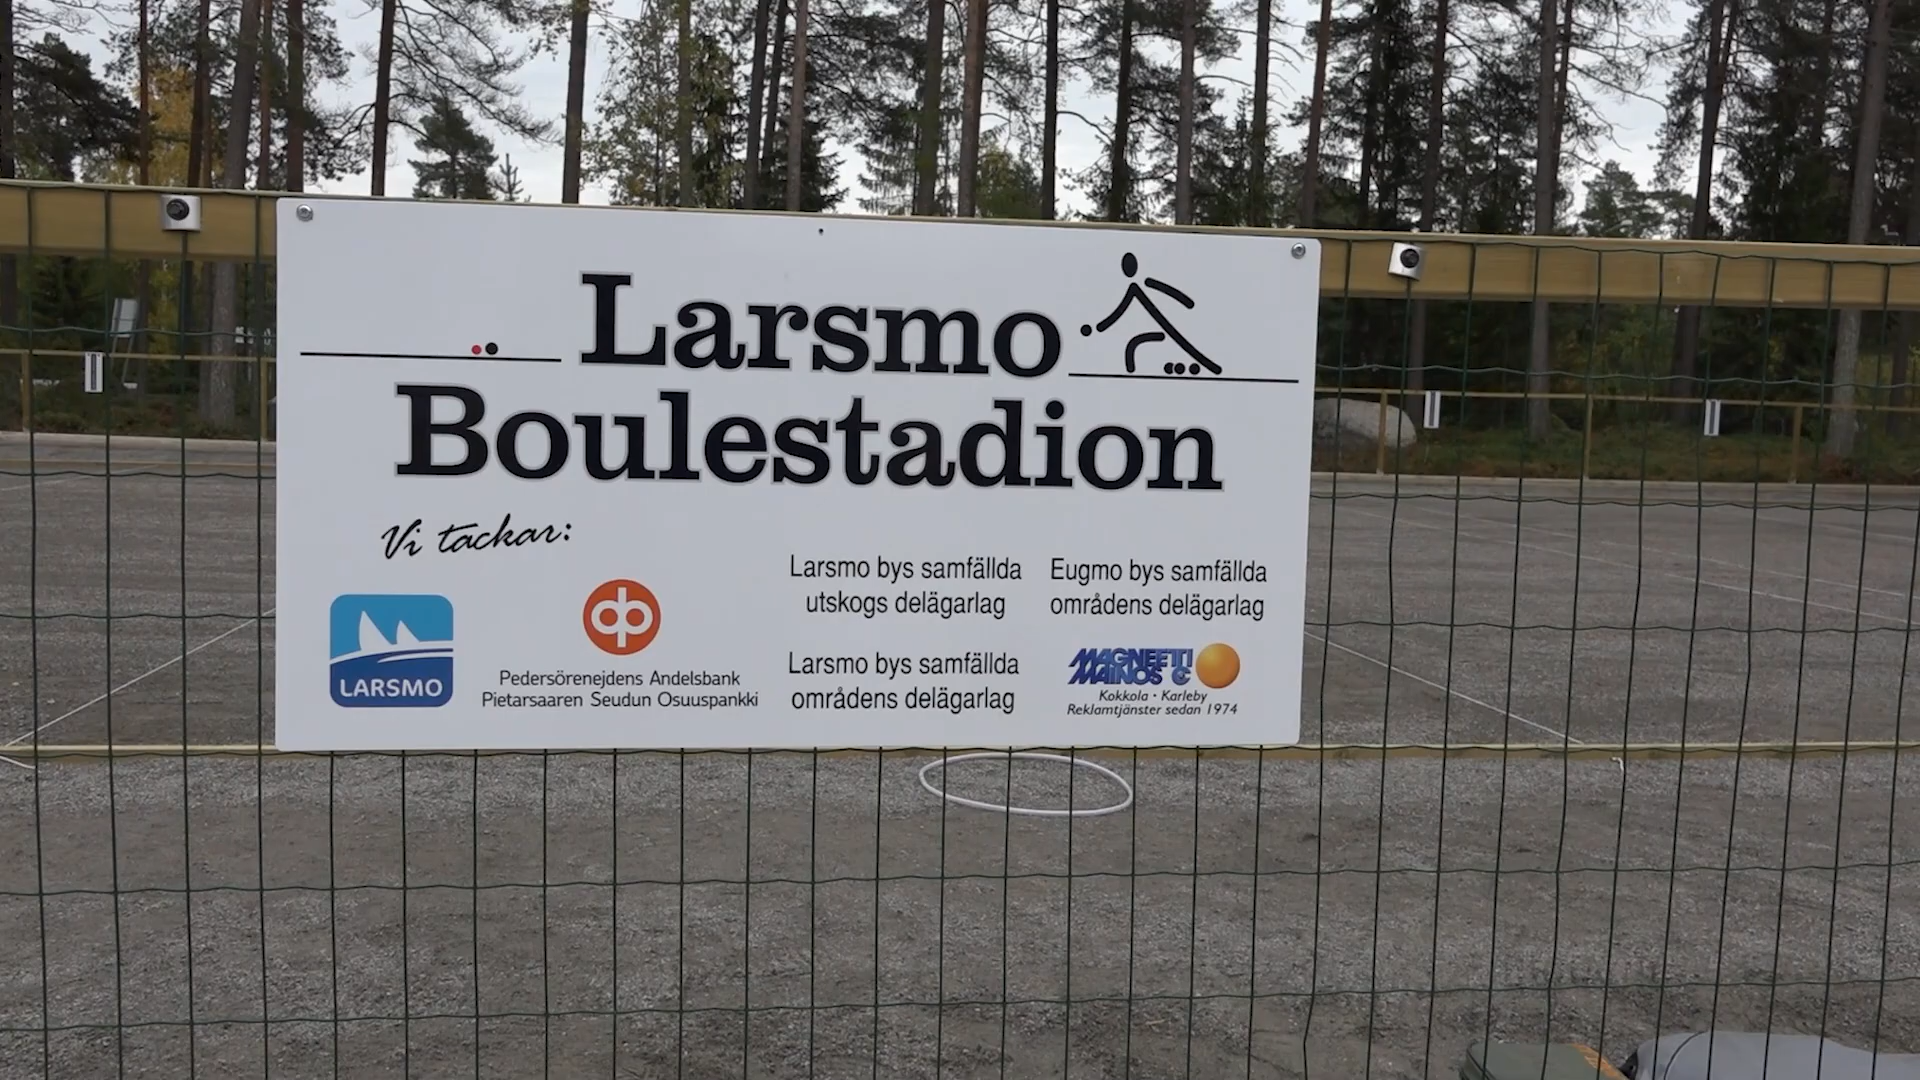 Larsmo
Boulestadion
Vi tackar:
LARSMO
Pedersörenejdens Andelsbank
Pietarsaaren Seudun Osuuspankki
Larsmo bys samfällda
utskogs delägarlag
Eugmo bys samfällda
områdens delägarlag
Larsmo bys samfällda
områdens delägarlag
MAGNEETTI
MAINOS
Kokkola · Karleby
Reklamtjänster sedan 1974